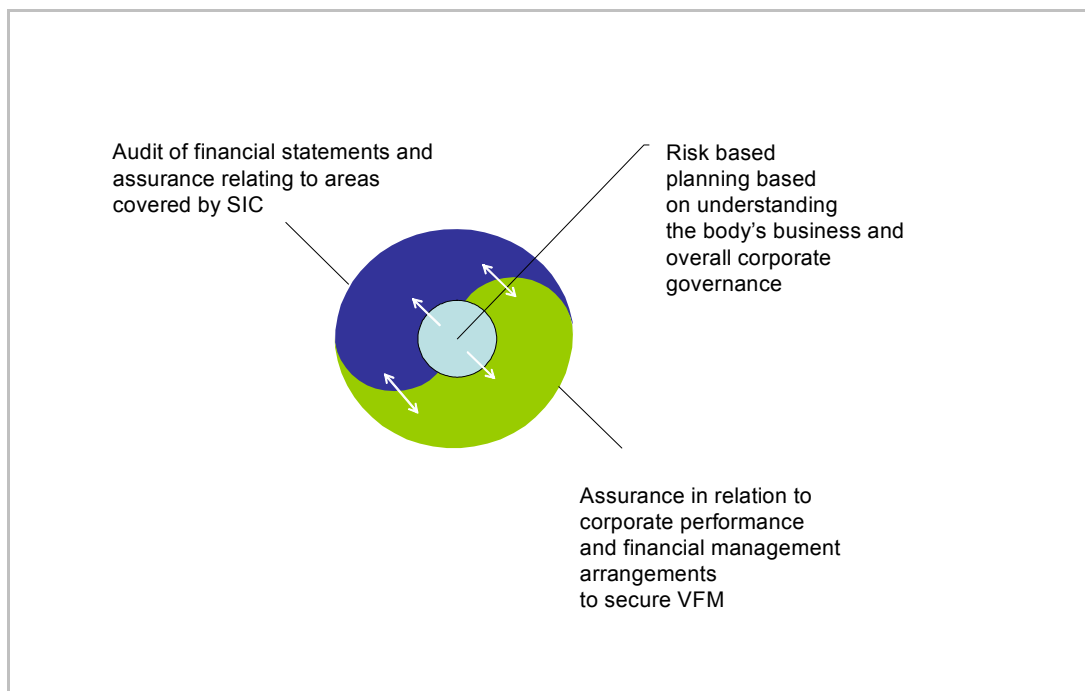 Audit of financial statements and
assurance relating to areas
covered by SIC
Risk based
planning based
on understanding
the body’s business and
overall corporate
governance
Assurance in relation to
corporate performance
and financial management
arrangements
to secure VFM